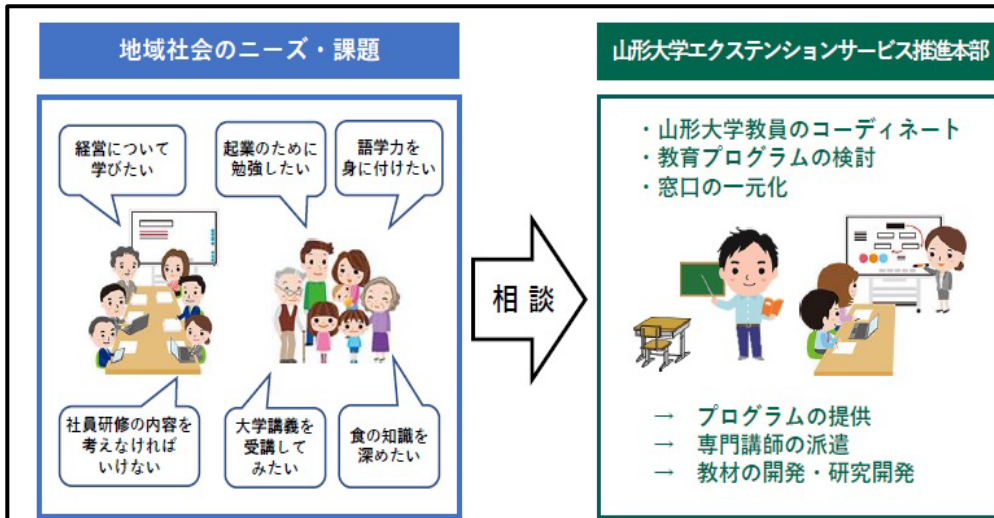 地域社会のニーズ・課題
経営について
学びたい
起業のために
勉強したい
語学力を
身に付けたい
社員研修の内容を
考えなければ
いけない
大学講義を
受講して
みたい
食の知識を
深めたい
相談
山形大学エクステンションサービス推進本部
・山形大学教員のコーディネート
・教育プログラムの検討
・窓口の一元化
→ プログラムの提供
→ 専門講師の派遣
→ 教材の開発・研究開発